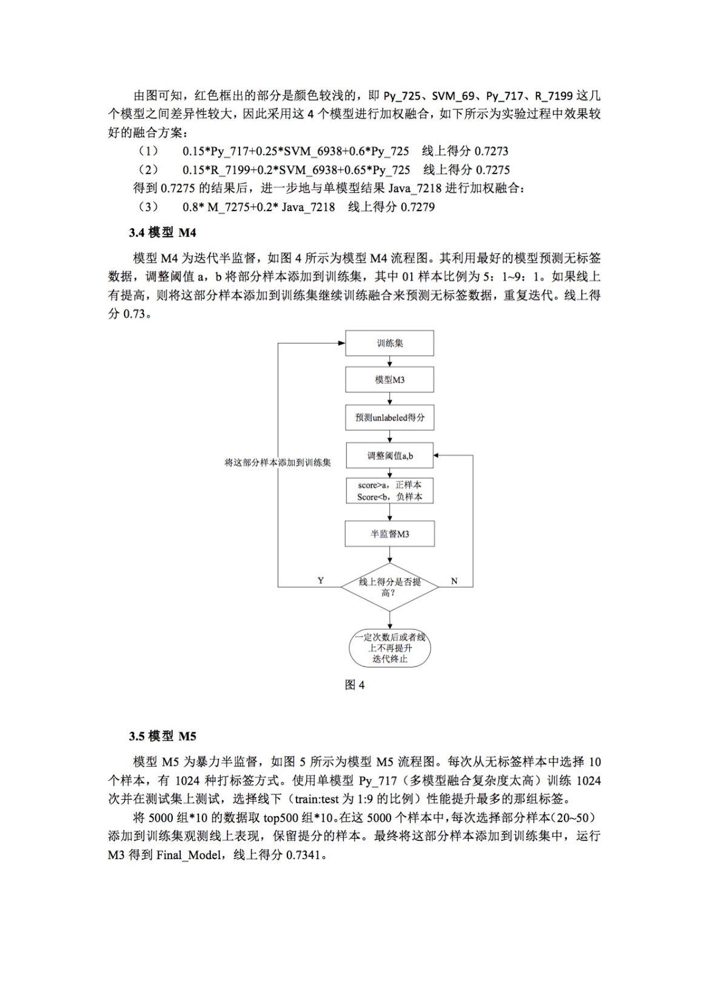 由图可知，红色框出的部分是颜色较浅的，即 Py_725、SVM_69、Py_717、R_7199 这几
个模型之间差异性较大，因此采用这 4 个模型进行加权融合，如下所示为实验过程中效果较
好的融合方案：
（1） 0.15*Py_717+0.25*SVM_6938+0.6*Py_725 线上得分 0.7273
（2） 0.15*R_7199+0.2*SVM_6938+0.65*Py_725 线上得分 0.7275
得到 0.7275 的结果后，进一步地与单模型结果 Java_7218 进行加权融合：
（3） 0.8* M_7275+0.2* Java_7218 线上得分 0.7279
3.4 模型 M4
模型 M4 为迭代半监督，如图 4 所示为模型 M4 流程图。其利用最好的模型预测无标签
数据，调整阈值 a，b 将部分样本添加到训练集，其中 01 样本比例为 5：1~9：1。如果线上
有提高，则将这部分样本添加到训练集继续训练融合来预测无标签数据，重复迭代。线上得
分 0.73。
训练集
模型M3
预测unlabeled得分
调整阈值a,b
将这部分样本添加到训练集
score>a，正样本
Score<b，负样本
半监督M3
Y
线上得分是否提
高？
N
一定次数后或者线
上不再提升
迭代终止
图 4
3.5 模型 M5
模型 M5 为暴力半监督，如图 5 所示为模型 M5 流程图。每次从无标签样本中选择 10
个样本，有 1024 种打标签方式。使用单模型 Py_717（多模型融合复杂度太高）训练 1024
次并在测试集上测试，选择线下（train:test 为 1:9 的比例）性能提升最多的那组标签。
将 5000 组*10 的数据取 top500 组*10。在这 5000 个样本中，每次选择部分样本（20~50）
添加到训练集观测线上表现，保留提分的样本。最终将这部分样本添加到训练集中，运行
M3 得到 Final_Model，线上得分 0.7341。